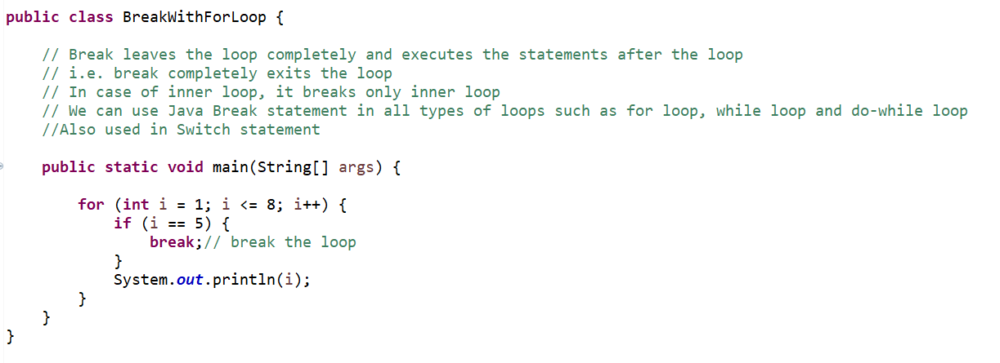 public class BreakWithForLoop {
// Break leaves the loop completely and executes the statements after the loop
// i.e. break completely exits the loop
// In case of inner loop, it breaks only inner loop
// We can use Java Break statement in all types of loops such as for loop, while loop and do-while loop
//Also used in Switch statement
public static void main(String[] args) {
for (int i = 1; i <= 8; i++) {
if (i == 5) {
break;// break the loop
}
System.out.println(i);
}
}
}